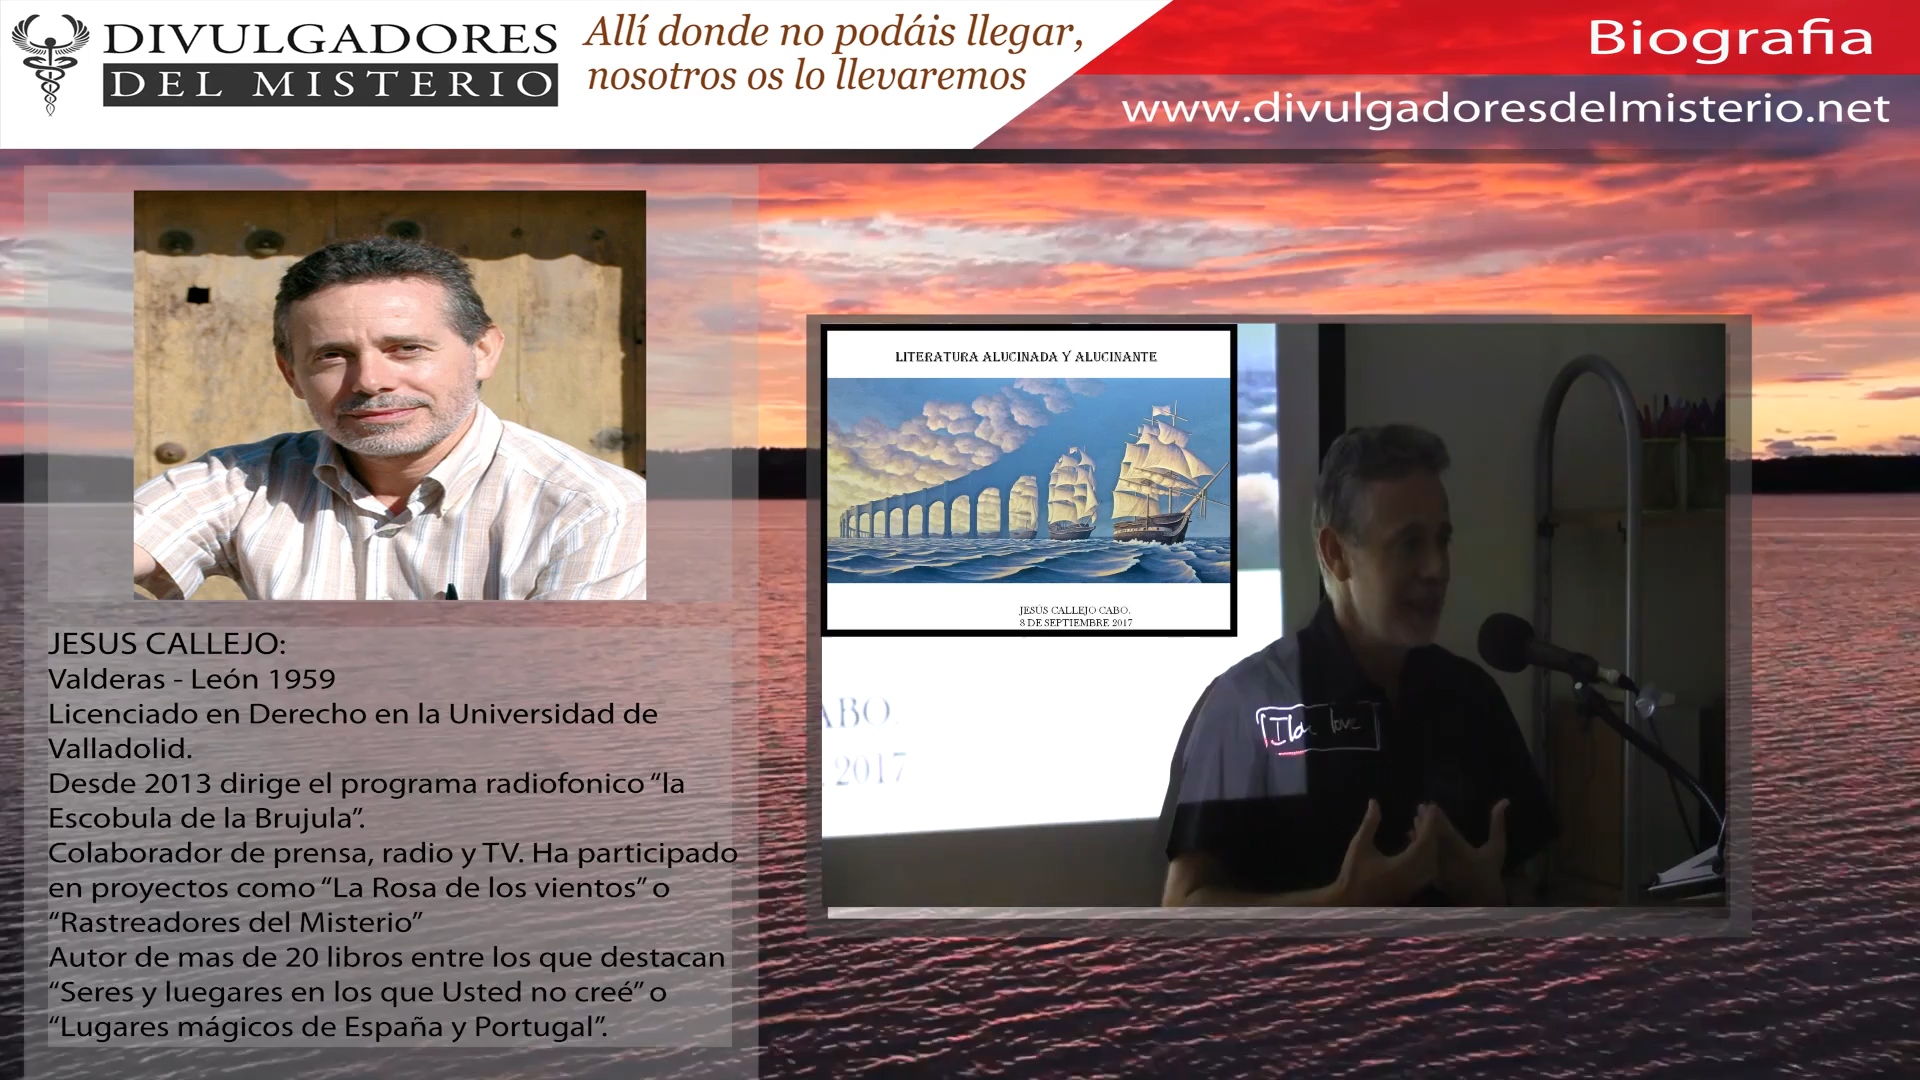 DIVULGADORES
DEL MISTERIO
Allí donde no podáis llegar,
nosotros os lo llevaremos
Biografia
www.divulgadoresdelmisterio.net
JESUS CALLEJO:
Valderas - León 1959
Licenciado en Derecho en la Universidad de
Valladolid.
Desde 2013 dirige el programa radiofonico “la
Escobula de la Brujula”.
Colaborador de prensa, radio y TV. Ha participado
en proyectos como “La Rosa de los vientos” o
“Rastreadores del Misterio”
Autor de mas de 20 libros entre los que destacan
“Seres y luegares en los que Usted no creé” o
“Lugares mágicos de España y Portugal”.
LITERATURA ALUCINADA Y ALUCINANTE
JESÚS CALLEJO CABO.
8 DE SEPTIEMBRE 2017
ABO.
2017
love